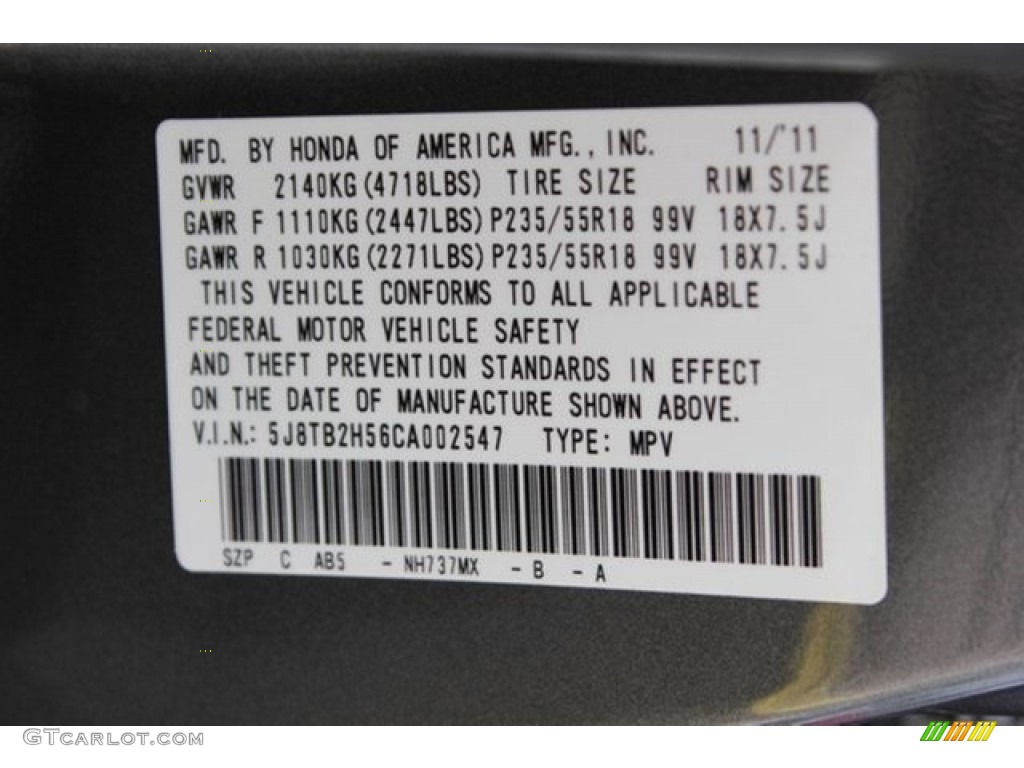 MFD. BY HONDA OF AMERICA MFG., INC. 11/'11
GVWR 2140KG(4718LBS) TIRE SIZE RIM SIZE
GAWR F 1110KG(2447LBS) P235/55R18 99V 18X7.5J
GAWR R 1030KG(2271LBS) P235/55R18 99V 18X7.5J
THIS VEHICLE CONFORMS TO ALL APPLICABLE
FEDERAL MOTOR VEHICLE SAFETY
AND THEFT PREVENTION STANDARDS IN EFFECT
ON THE DATE OF MANUFACTURE SHOWN ABOVE.
V.I.N.: 5J8TB2H56CA002547 TYPE: MPV
SZP C AB5 - NH737MX - B - A
GTCARLOT.COM